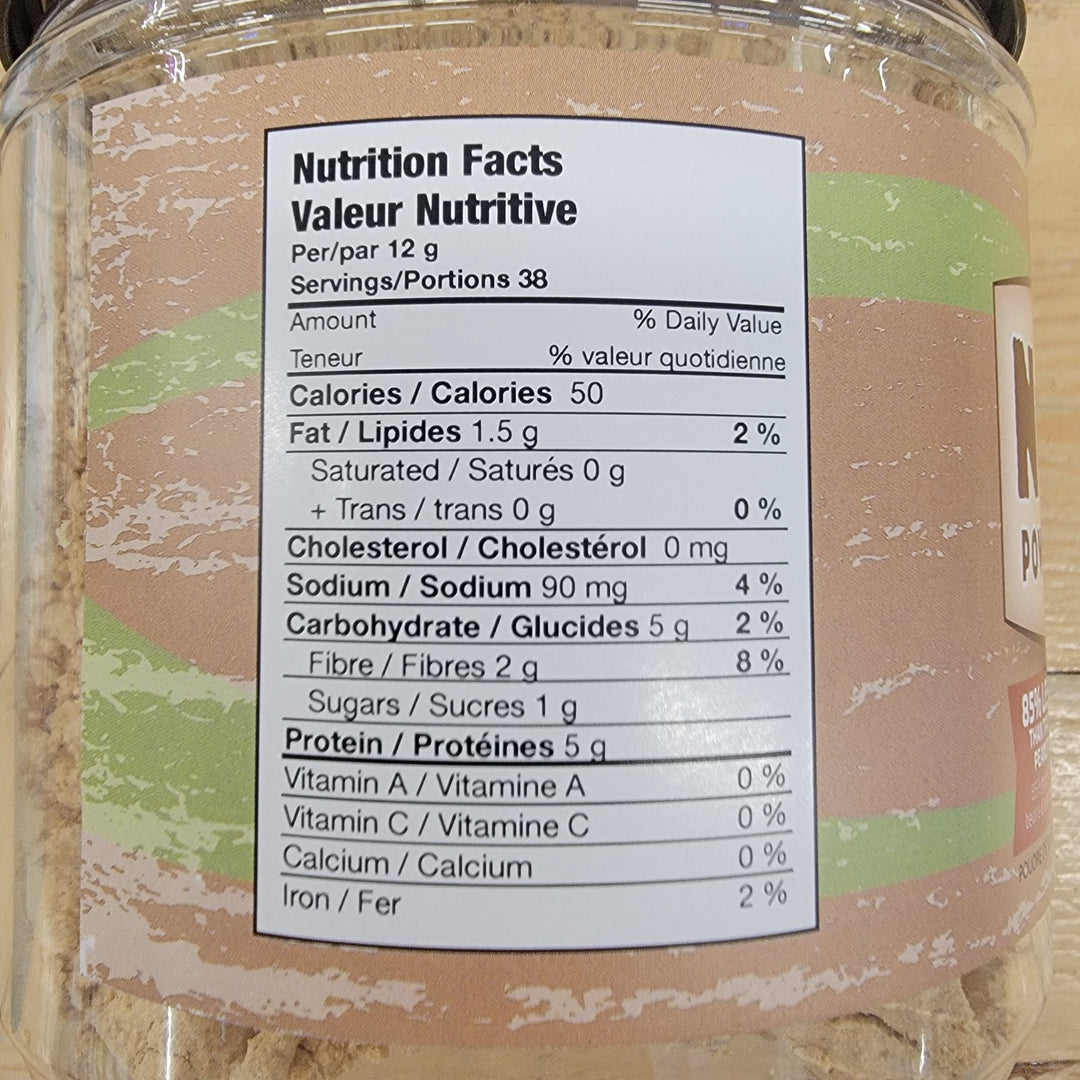 Nutrition Facts
Valeur Nutritive
Per/par 12 g
Servings/Portions 38
Amount % Daily Value
Teneur % valeur quotidienne
Calories / Calories 50
Fat / Lipides 1.5 g 2 %
Saturated / Saturés 0 g
+ Trans / trans 0 g 0 %
Cholesterol / Cholestérol 0 mg
Sodium / Sodium 90 mg 4 %
Carbohydrate / Glucides 5 g 2 %
Fibre / Fibres 2 g 8 %
Sugars / Sucres 1 g
Protein / Protéines 5 g
Vitamin A / Vitamine A 0 %
Vitamin C / Vitamine C 0 %
Calcium / Calcium 0 %
Iron / Fer 2 %
85%